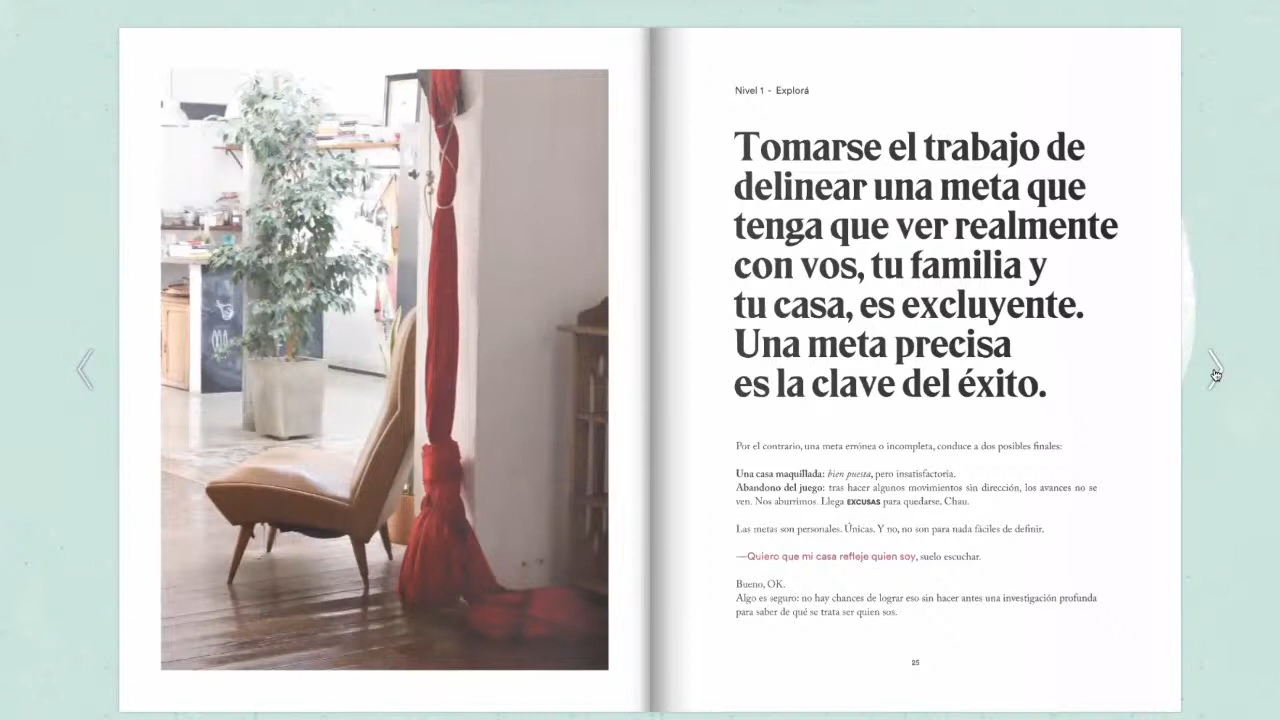 Nivel 1 - Explorá
Tomarse el trabajo de
delinear una meta que
tenga que ver realmente
con vos, tu familia y
tu casa, es excluyente.
Una meta precisa
es la clave del éxito.
Por el contrario, una meta errónea o incompleta, conduce a dos posibles finales:
Una casa maquillada: bien puesta, pero insatisfactoria.
Abandono del juego: tras hacer algunos movimientos sin dirección, los avances no se
ven. Nos aburrimos. Llega EXCUSAS para quedarse. Chau.
Las metas son personales. Únicas. Y no, no son para nada fáciles de definir.
—Quiero que mi casa refleje quien soy, suelo escuchar.
Bueno, OK.
Algo es seguro: no hay chances de lograr eso sin hacer antes una investigación profunda
para saber de qué se trata ser quien sos.
25